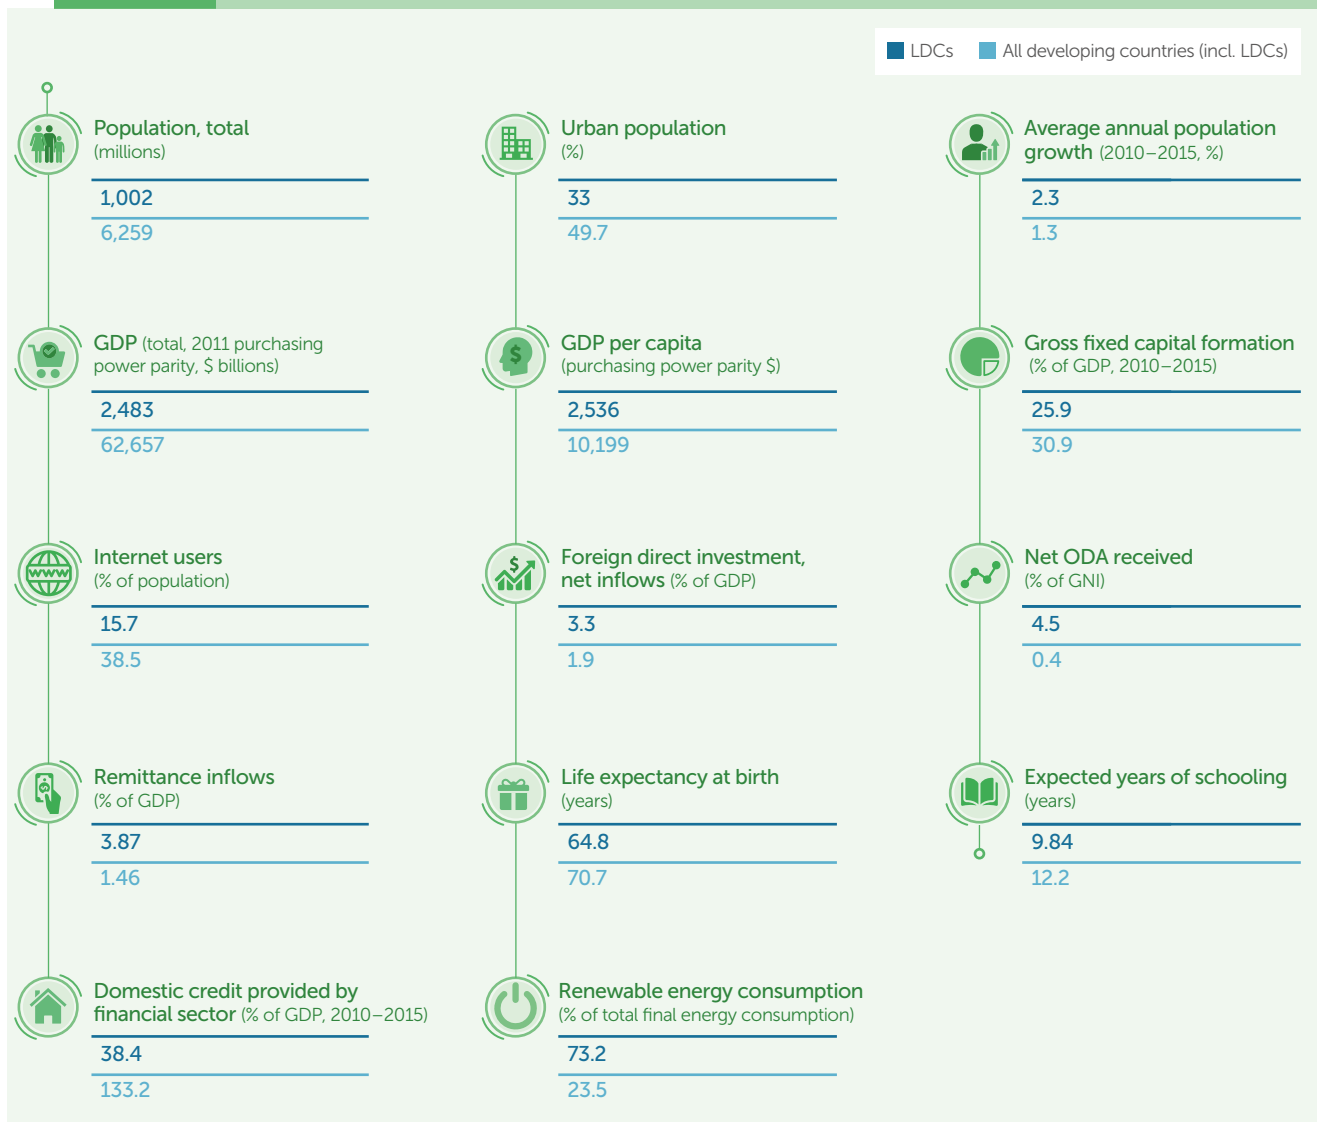 LDCs
All developing countries (incl. LDCs)
Population, total
(millions)
1,002
6,259
Urban population
(%)
33
49.7
Average annual population
growth (2010–2015, %)
2.3
1.3
GDP (total, 2011 purchasing
power parity, $ billions)
2,483
62,657
GDP per capita
(purchasing power parity $)
2,536
10,199
Gross fixed capital formation
(% of GDP, 2010–2015)
25.9
30.9
www
Internet users
(% of population)
15.7
38.5
Foreign direct investment,
net inflows (% of GDP)
3.3
1.9
Net ODA received
(% of GNI)
4.5
0.4
Remittance inflows
(% of GDP)
3.87
1.46
Life expectancy at birth
(years)
64.8
70.7
Expected years of schooling
(years)
9.84
12.2
Domestic credit provided by
financial sector (% of GDP, 2010–2015)
38.4
133.2
Renewable energy consumption
(% of total final energy consumption)
73.2
23.5